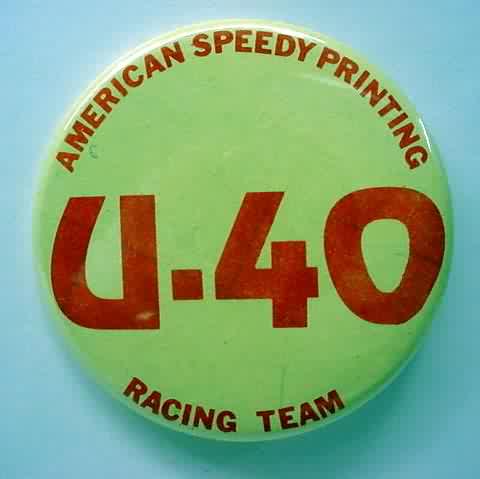 AMERICAN SPEEDY PRINTING
U-40
RACING TEAM